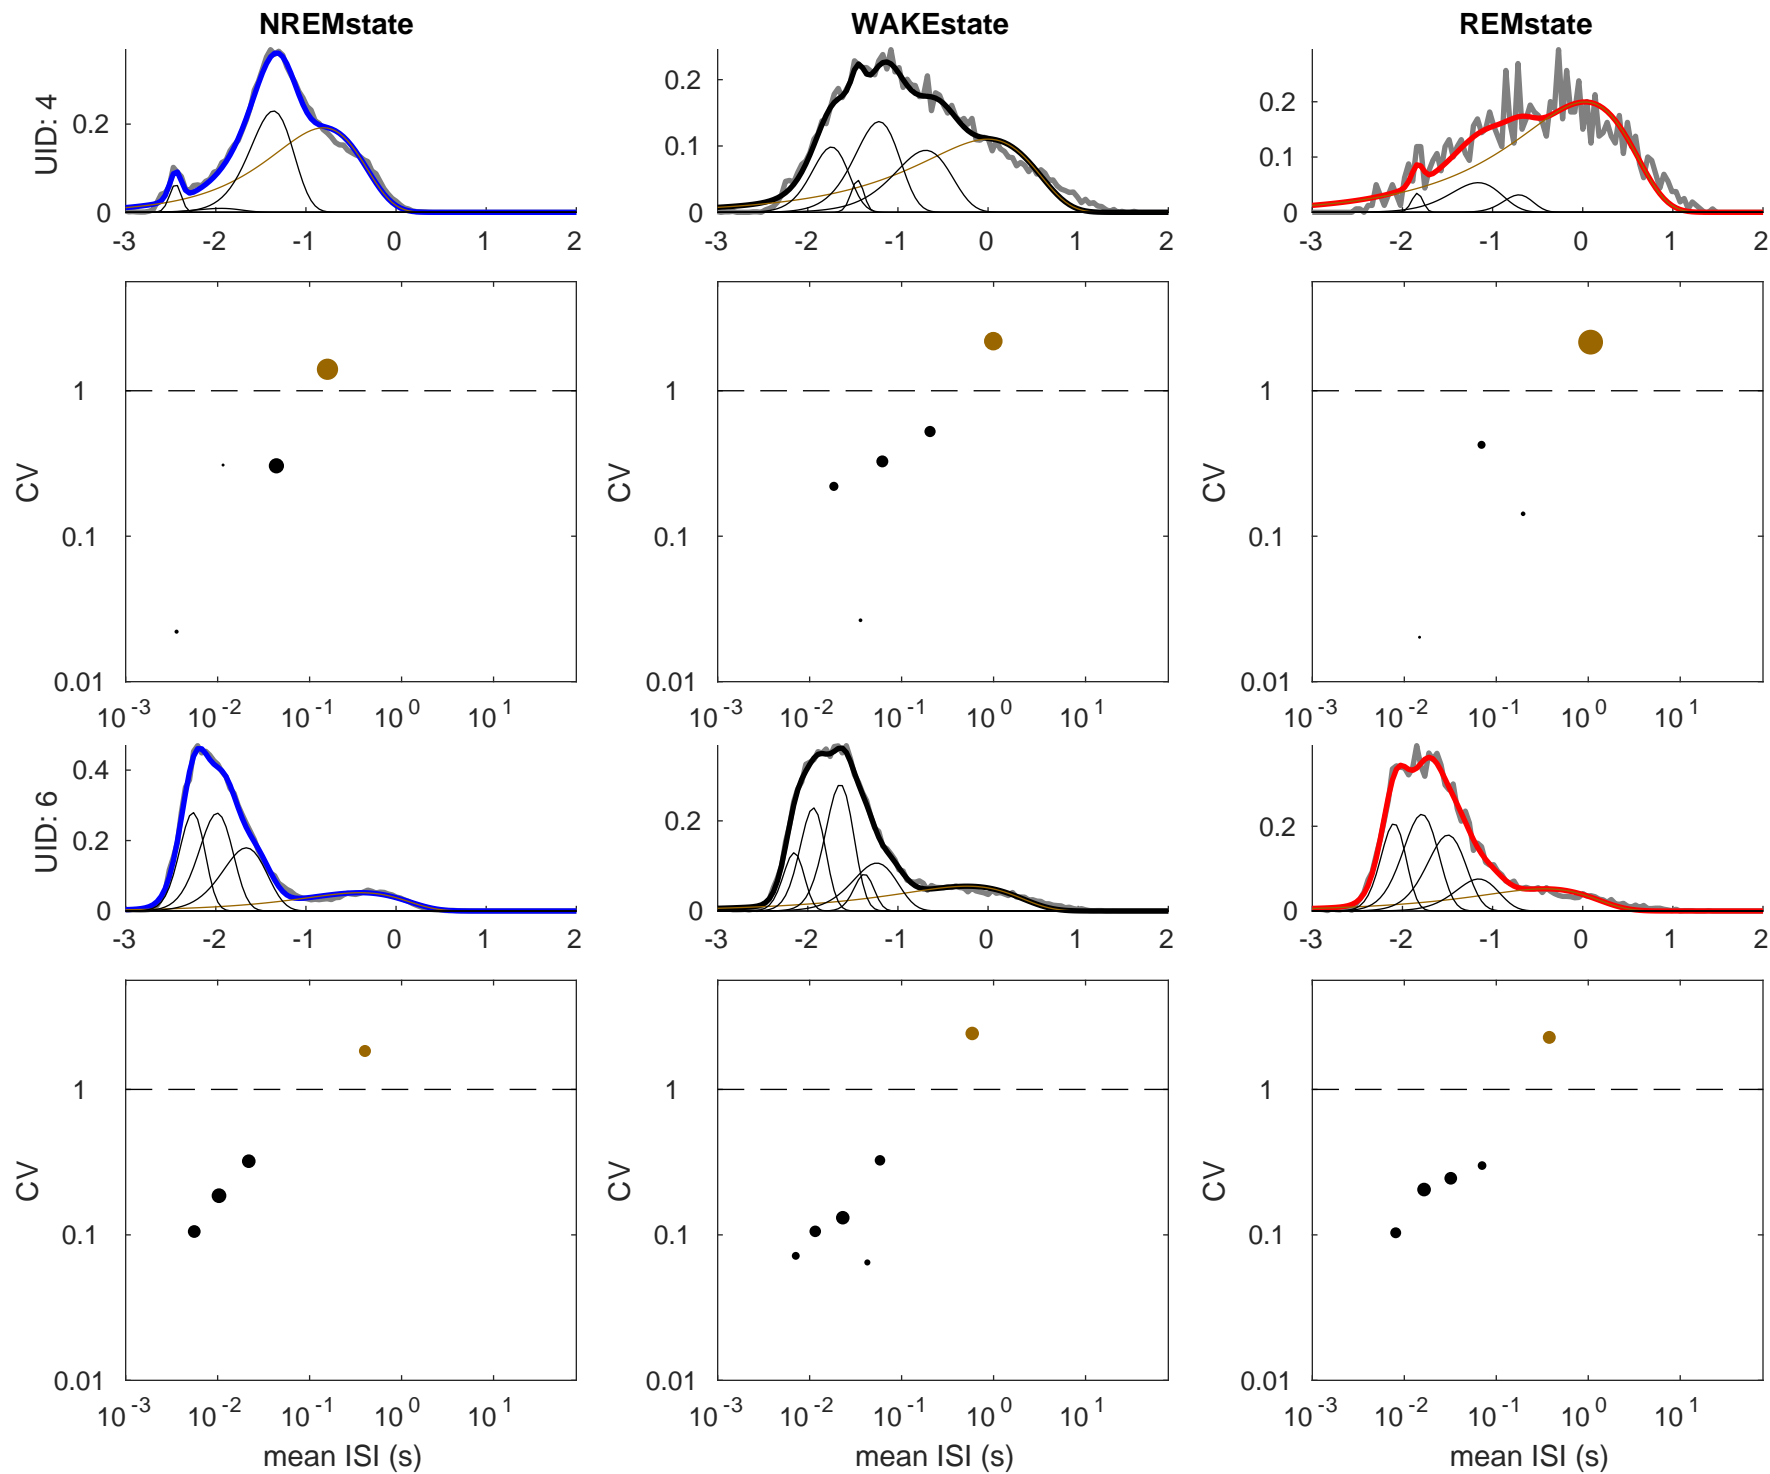 NREMstate WAKEstate REMstate
UID: 4
0.2 0
0.2 0.1 0
0.2 0.1 0
-3 -2 -1 0 1 2
-3 -2 -1 0 1 2
-3 -2 -1 0 1 2
CV 1 0.1 0.01
CV 1 0.1 0.01
CV 1 0.1 0.01
10^-3 10^-2 10^-1 10^0 10^1
10^-3 10^-2 10^-1 10^0 10^1
10^-3 10^-2 10^-1 10^0 10^1
UID: 6
0.4 0.2 0
0.2 0
0.2 0
-3 -2 -1 0 1 2
-3 -2 -1 0 1 2
-3 -2 -1 0 1 2
CV 1 0.1 0.01
CV 1 0.1 0.01
CV 1 0.1 0.01
10^-3 10^-2 10^-1 10^0 10^1
10^-3 10^-2 10^-1 10^0 10^1
10^-3 10^-2 10^-1 10^0 10^1
mean ISI (s) mean ISI (s) mean ISI (s)